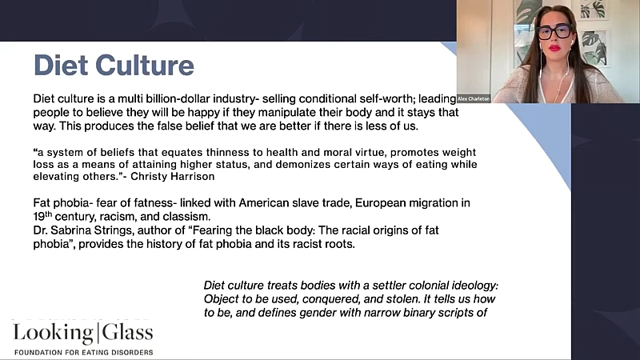 Diet Culture
Diet culture is a multi billion-dollar industry- selling conditional self-worth; leading
people to believe they will be happy if they manipulate their body and it stays that
way. This produces the false belief that we are better if there is less of us.
“a system of beliefs that equates thinness to health and moral virtue, promotes weight
loss as a means of attaining higher status, and demonizes certain ways of eating while
elevating others."- Christy Harrison
Fat phobia- fear of fatness- linked with American slave trade, European migration in
19th century, racism, and classism.
Dr. Sabrina Strings, author of “Fearing the black body: The racial origins of fat
phobia”, provides the history of fat phobia and its racist roots.
Diet culture treats bodies with a settler colonial ideology:
Object to be used, conquered, and stolen. It tells us how
to be, and defines gender with narrow binary scripts of
Looking|Glass
FOUNDATION FOR EATING DISORDERS
Alex Charleton